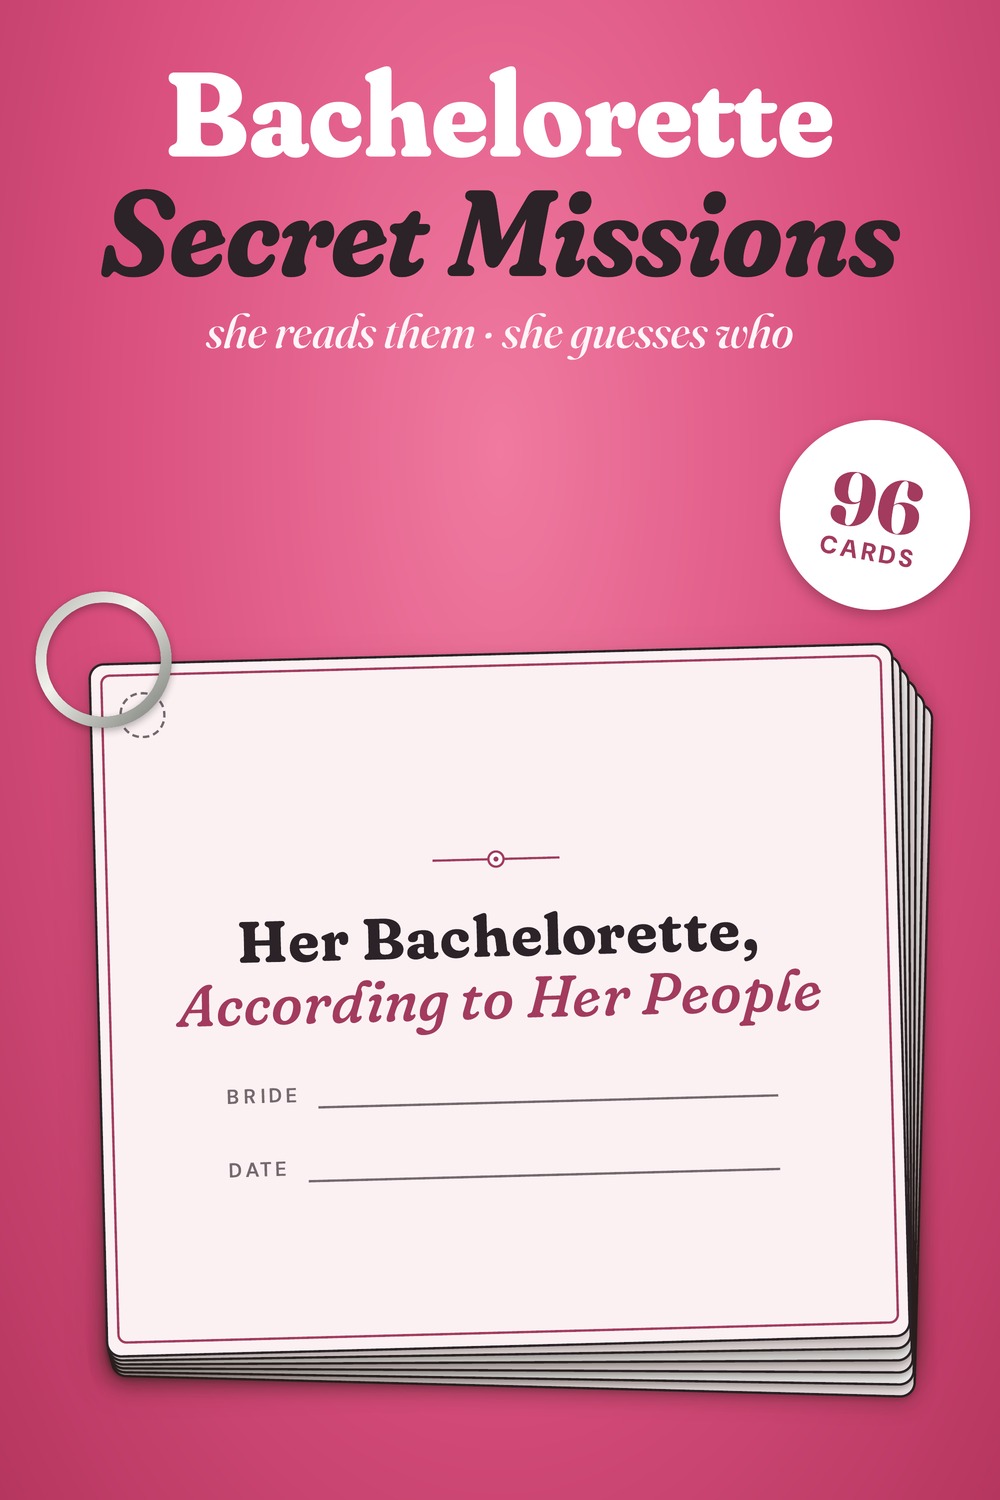 Bachelorette
Secret Missions
she reads them · she guesses who
96
CARDS
Her Bachelorette,
According to Her People
BRIDE
DATE